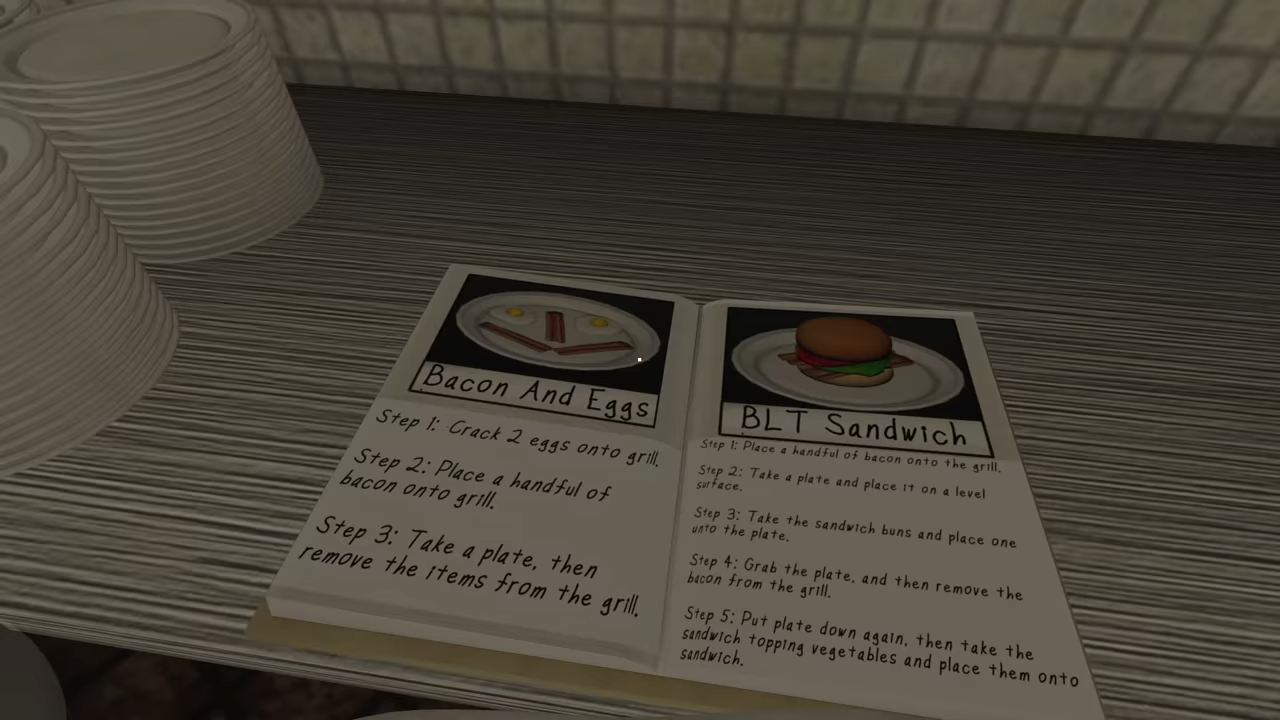 Bacon And Eggs
Step 1: Crack 2 eggs onto grill.
Step 2: Place a handful of
bacon onto grill.
Step 3: Take a plate, then
remove the items from the grill.
BLT Sandwich
Step 1: Place a handful of bacon onto the grill.
Step 2: Take a plate and place it on a level
surface.
Step 3: Take the sandwich buns and place one
unto the plate.
Step 4: Grab the plate, and then remove the
bacon from the grill.
Step 5: Put plate down again, then take the
sandwich topping vegetables and place them onto
sandwich.